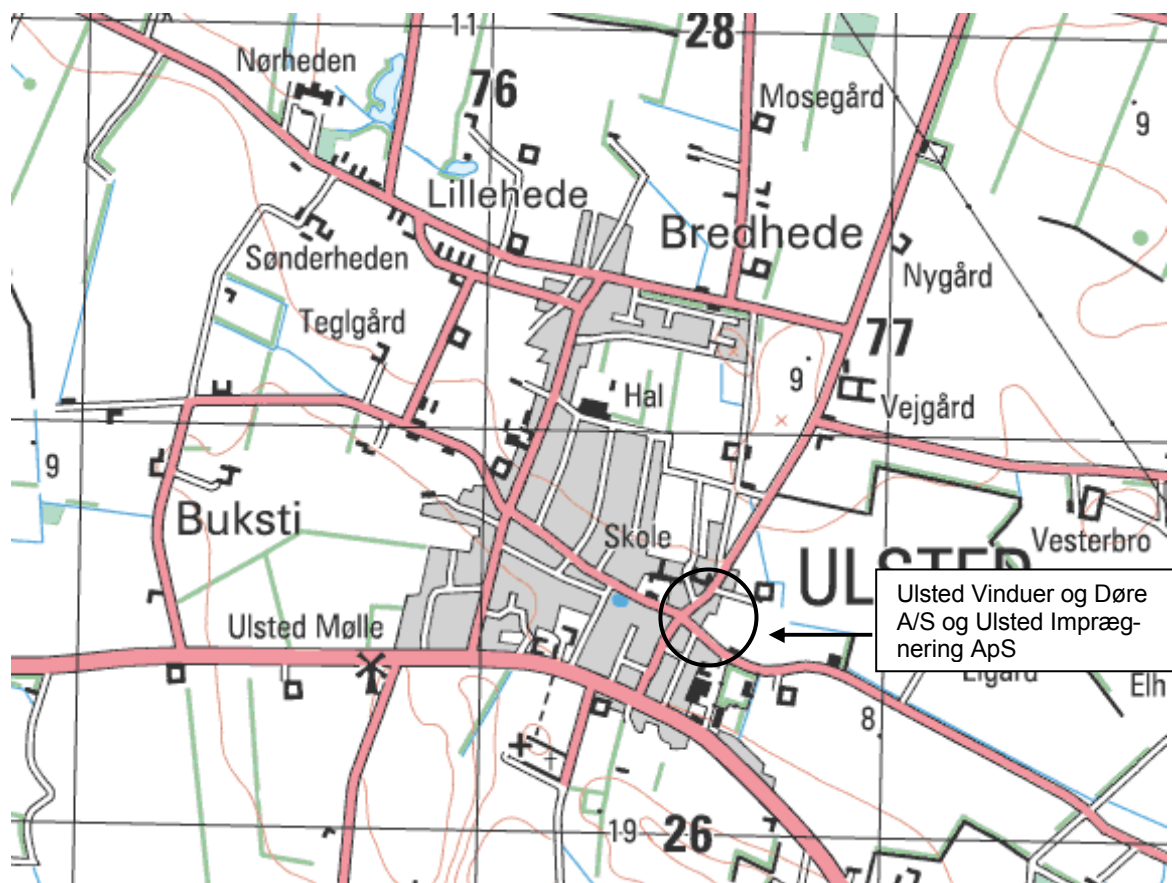 11
28
Nørheden
76
Mosegård
9
Lillehede
Bredhede
Sønderheden
Nygård
Teglgård
77
9
Hal
Vejgård
9
Buksti
Skole
Vesterbro
ULSTED
Ulsted Vinduer og Døre
A/S og Ulsted Impræg-
nering ApS
Ulsted Mølle
Elgård
Elh
8
19
26